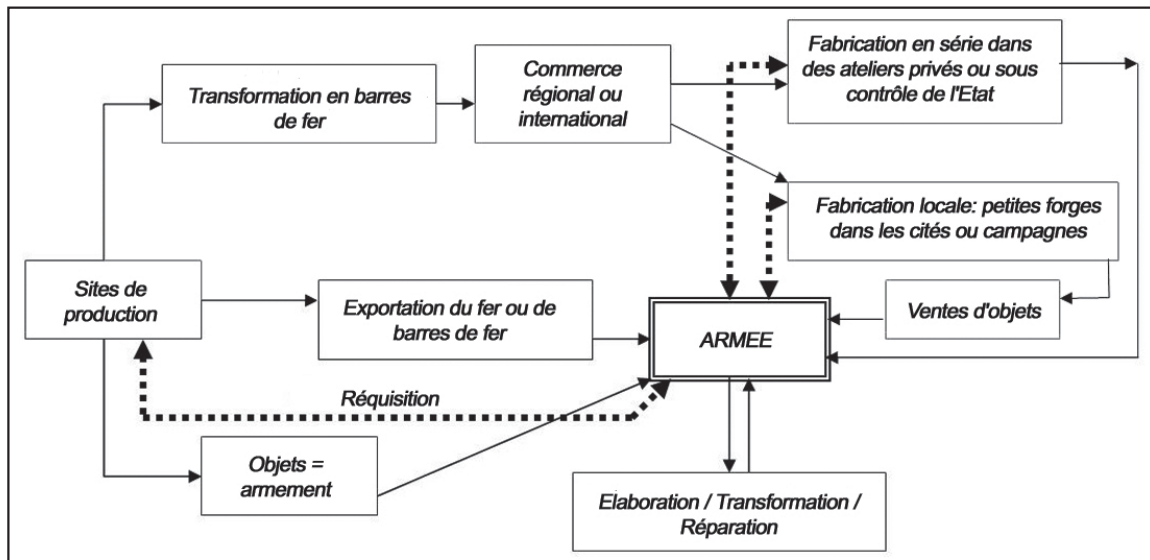 Fabrication en série dans
des ateliers privés ou sous
contrôle de l'Etat
Commerce
régional ou
international
Transformation en barres
de fer
Fabrication locale: petites forges
dans les cités ou campagnes
Sites de
production
Exportation du fer ou de
barres de fer
ARMEE
Ventes d'objets
Réquisition
Objets =
armement
Elaboration / Transformation /
Réparation